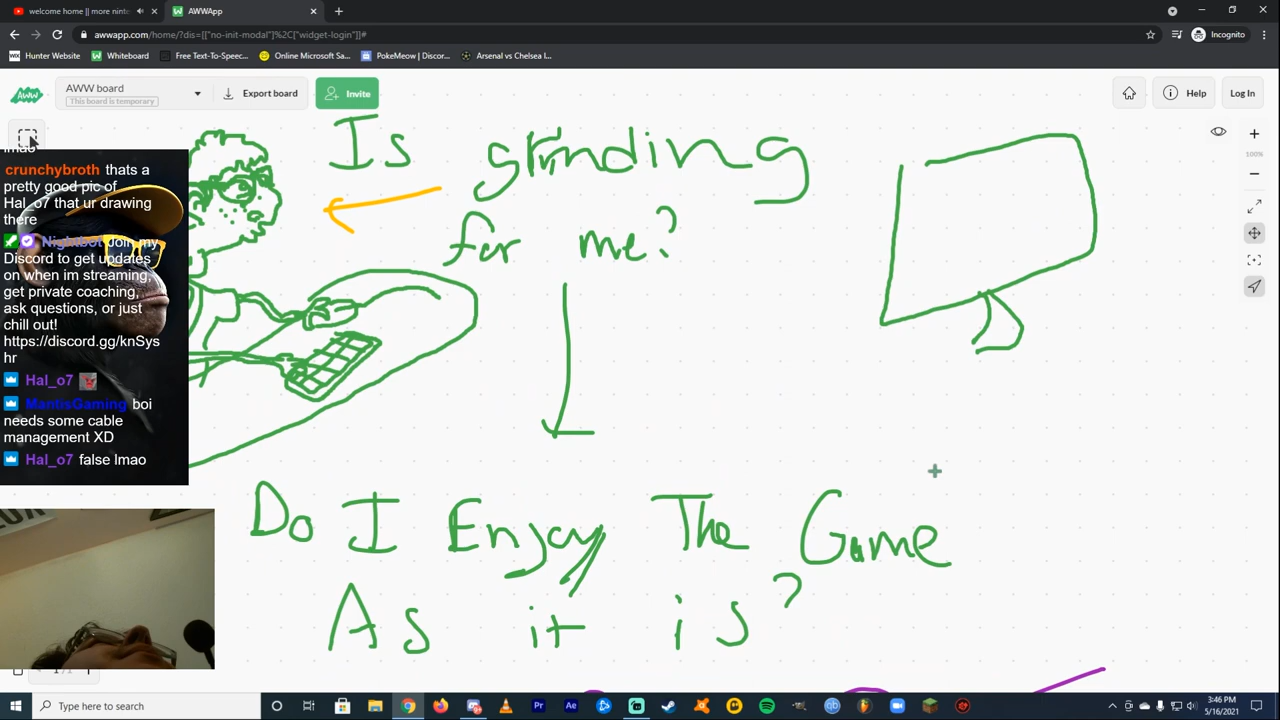 welcome home || more ninte
AWWApp
awwapp.com/home/?dis=[["no-init-modal"]%2C["widget-login"]]#
Incognito
Hunter Website
Whiteboard
Free Text-To-Speec...
Online Microsoft Sa...
PokeMeow | Discor...
Arsenal vs Chelsea l...
AWW
AWW board
This board is temporary
Export board
Invite
Help
Log In
100%
lmao
crunchybroth thats a
pretty good pic of
Hal_o7 that ur drawing
there
Nightbot Join my
Discord to get updates
on when im streaming,
get private coaching,
ask questions, or just
chill out!
https://discord.gg/knSys
hr
Hal_o7
MantisGaming boi
needs some cable
management XD
Hal_o7 false lmao
Is grinding
for me?
Do I Enjoy The Game
As it is?
Type here to search
3:46 PM
5/16/2021